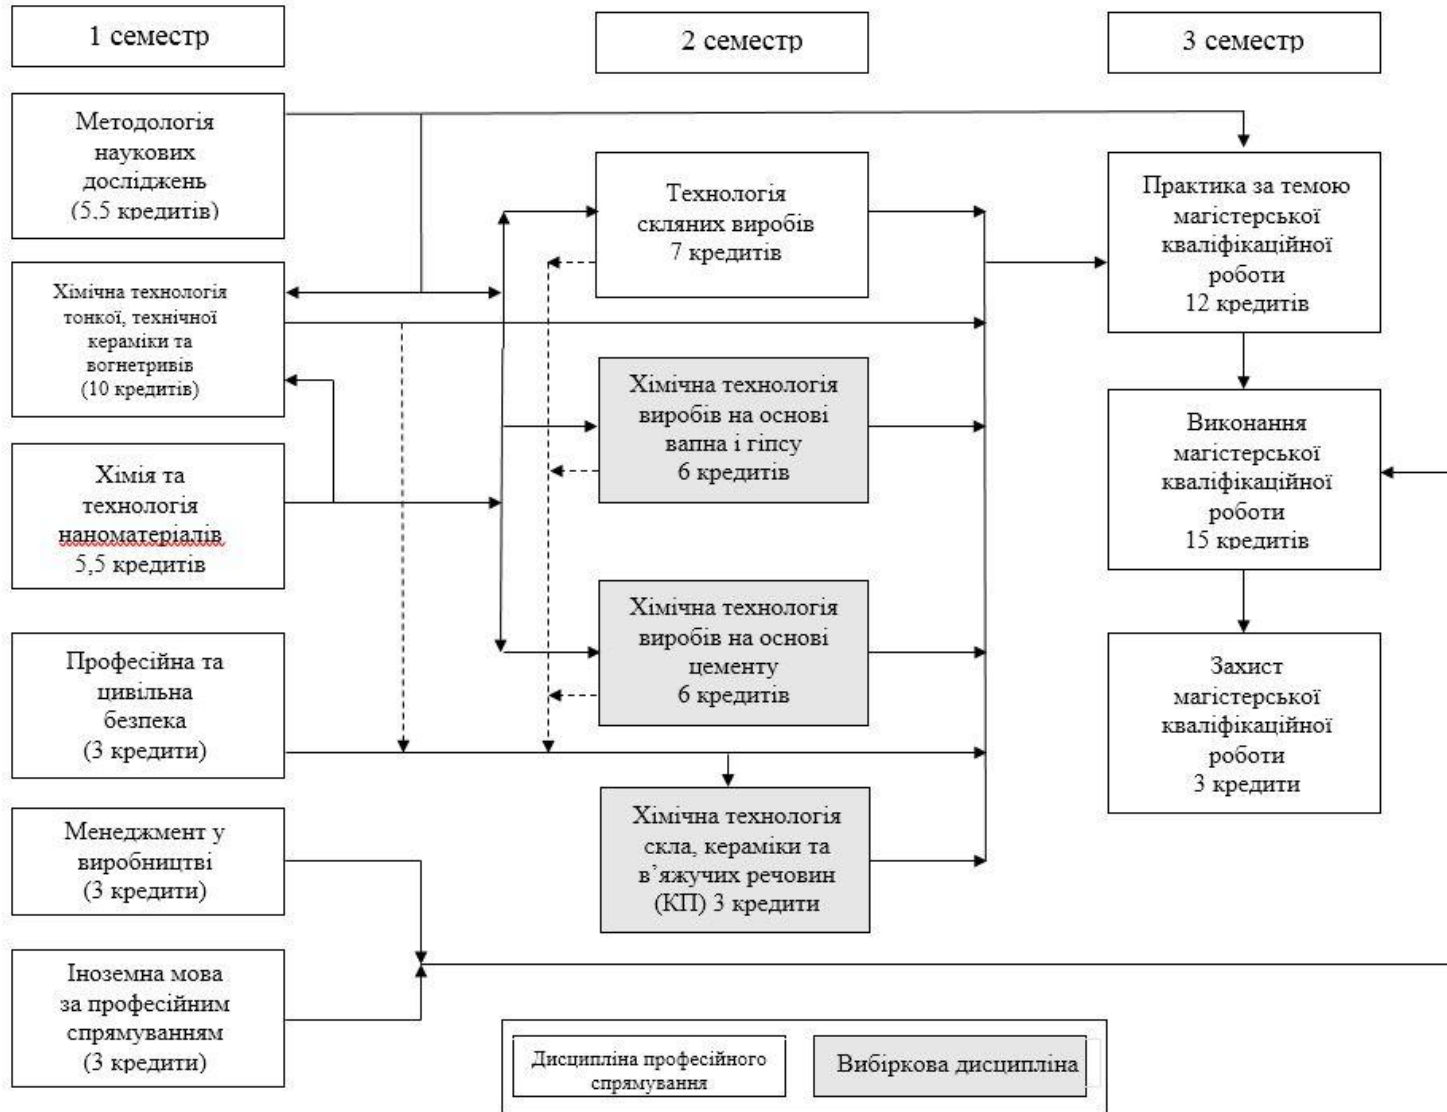 1 семестр
2 семестр
3 семестр
Методологія
наукових
досліджень
(5,5 кредитів)
Хімічна технологія
тонкої, технічної
кераміки та
вогнетривів
(10 кредитів)
Хімія та
технологія
наноматеріалів
5,5 кредитів
Професійна та
цивільна
безпека
(3 кредити)
Менеджмент у
виробництві
(3 кредити)
Іноземна мова
за професійним
спрямуванням
(3 кредити)
Технологія
скляних виробів
7 кредитів
Хімічна технологія
виробів на основі
вапна і гіпсу
6 кредитів
Хімічна технологія
виробів на основі
цементу
6 кредитів
Хімічна технологія
скла, кераміки та
в’яжучих речовин
(КП) 3 кредити
Практика за темою
магістерської
кваліфікаційної
роботи
12 кредитів
Виконання
магістерської
кваліфікаційної
роботи
15 кредитів
Захист
магістерської
кваліфікаційної
роботи
3 кредити
Дисципліна професійного
спрямування
Вибіркова дисципліна